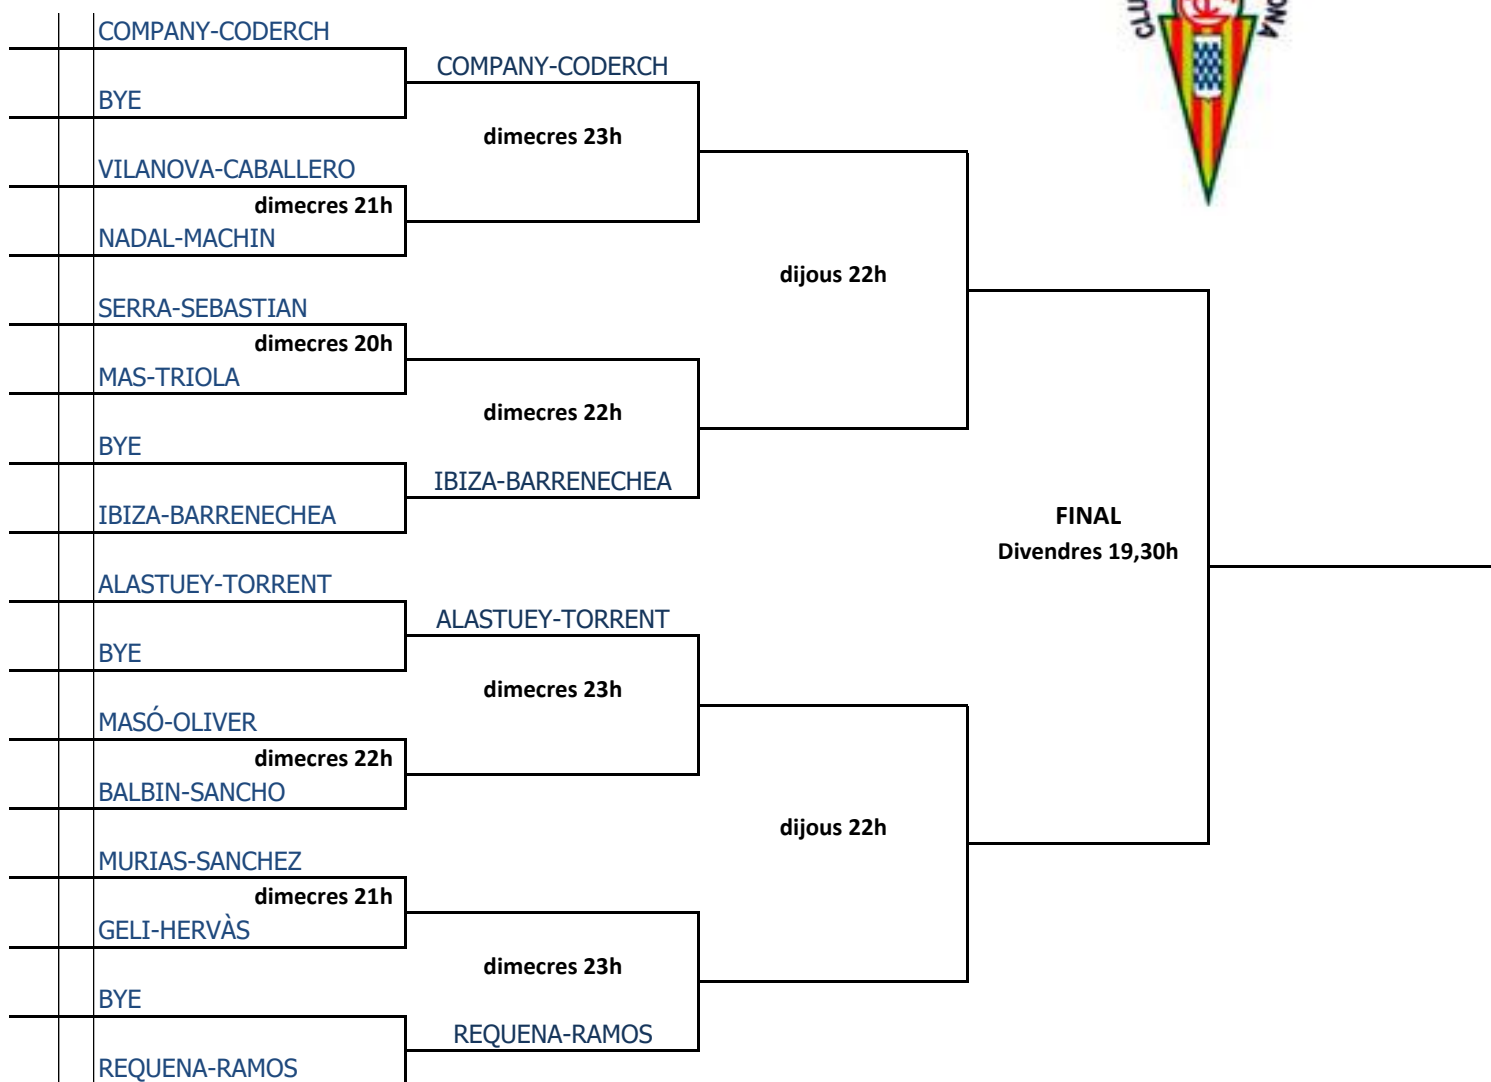 COMPANY-CODERCH
COMPANY-CODERCH
BYE
dimecres 23h
VILANOVA-CABALLERO
dimecres 21h
NADAL-MACHIN
dijous 22h
SERRA-SEBASTIAN
dimecres 20h
MAS-TRIOLA
dimecres 22h
BYE
IBIZA-BARRENECHEA
IBIZA-BARRENECHEA
FINAL
Divendres 19,30h
ALASTUEY-TORRENT
ALASTUEY-TORRENT
BYE
dimecres 23h
MASÓ-OLIVER
dimecres 22h
BALBIN-SANCHO
dijous 22h
MURIAS-SANCHEZ
dimecres 21h
GELI-HERVÀS
dimecres 23h
BYE
REQUENA-RAMOS
REQUENA-RAMOS